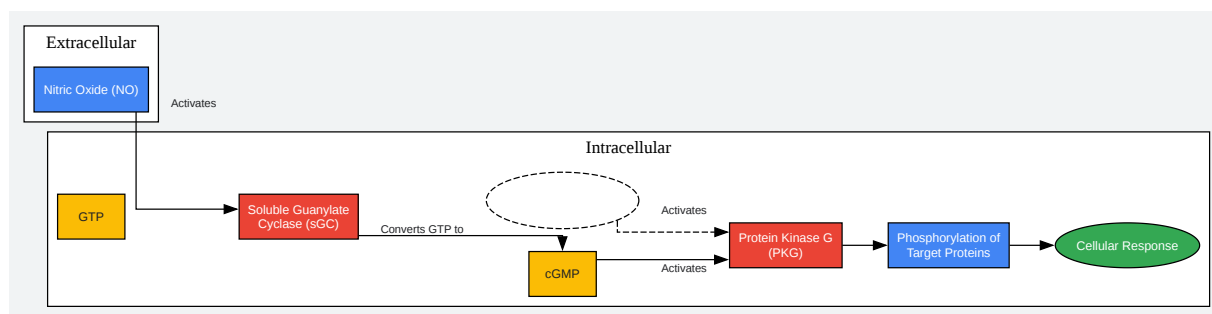 Extracellular
Nitric Oxide (NO)
Activates
Intracellular
GTP
Soluble Guanylate
Cyclase (sGC)
Converts GTP to
cGMP
Activates
Activates
Protein Kinase G
(PKG)
Phosphorylation of
Target Proteins
Cellular Response